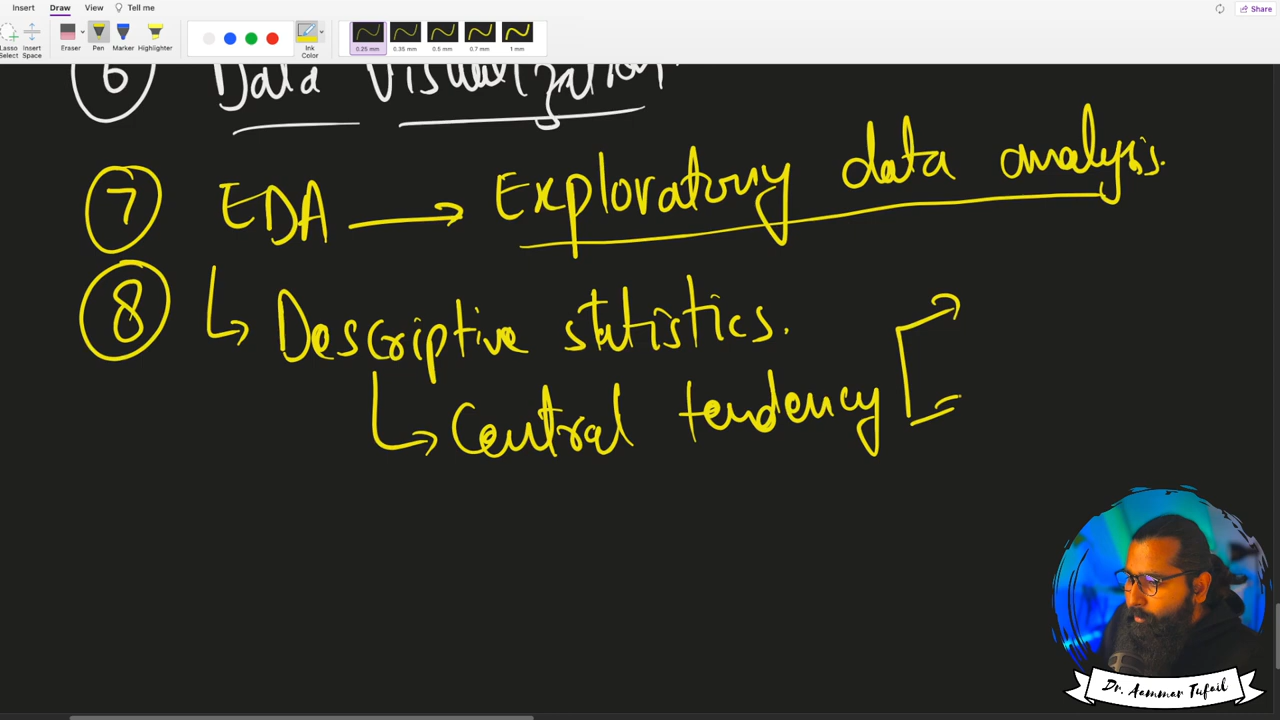 Insert Draw View Tell me Share
Eraser Pen Marker Highlighter Lasso Select Insert Space Ink Color 0.25 mm 0.35 mm 0.5 mm 0.7 mm 1 mm
6 Data Visualization
7 EDA → Exploratory data analysis.
8 ↳ Descriptive statistics.
↳ Central tendency
Dr. Aammar Tufail